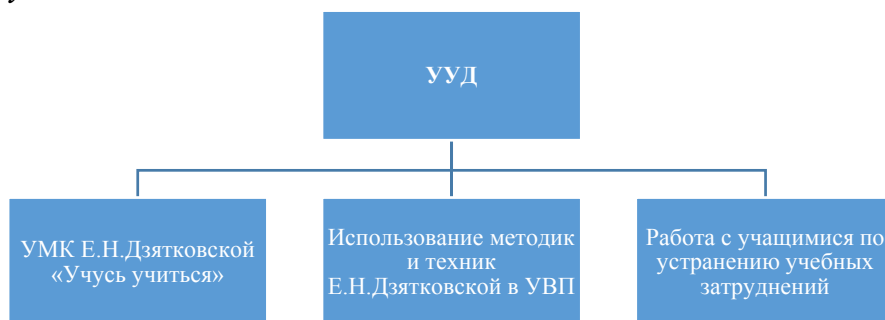 УУД
УМК Е.Н.Дзятковской
«Учусь учиться»
Использование методик
и техник
Е.Н.Дзятковской в УВП
Работа с учащимися по
устранению учебных
затруднений